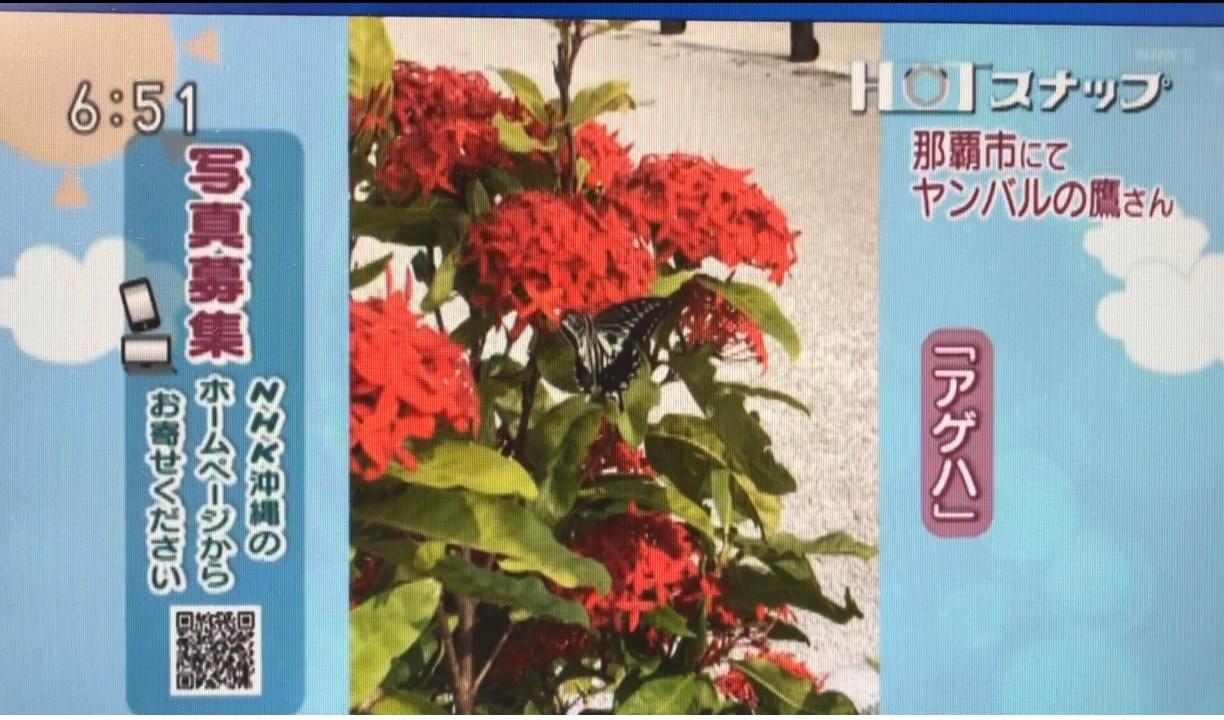 6:51
HOTスナップ
那覇市にて
ヤンバルの鷹さん
「アゲハ」
写真募集
NHK沖縄の
ホームページから
お寄せください